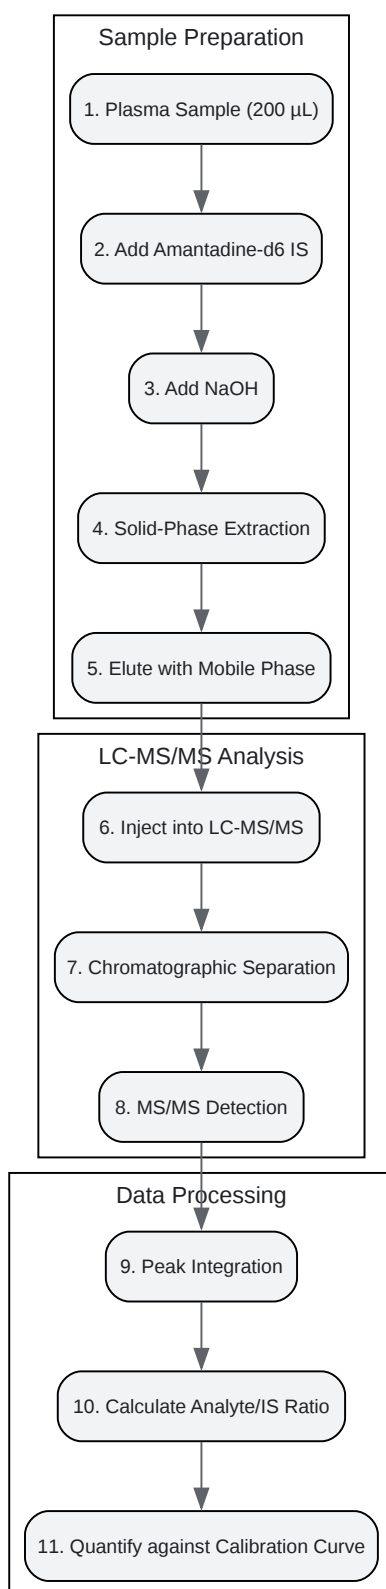 Sample Preparation
1. Plasma Sample (200 µL)
2. Add Amantadine-d6 IS
3. Add NaOH
4. Solid-Phase Extraction
5. Elute with Mobile Phase
LC-MS/MS Analysis
6. Inject into LC-MS/MS
7. Chromatographic Separation
8. MS/MS Detection
Data Processing
9. Peak Integration
10. Calculate Analyte/IS Ratio
11. Quantify against Calibration Curve